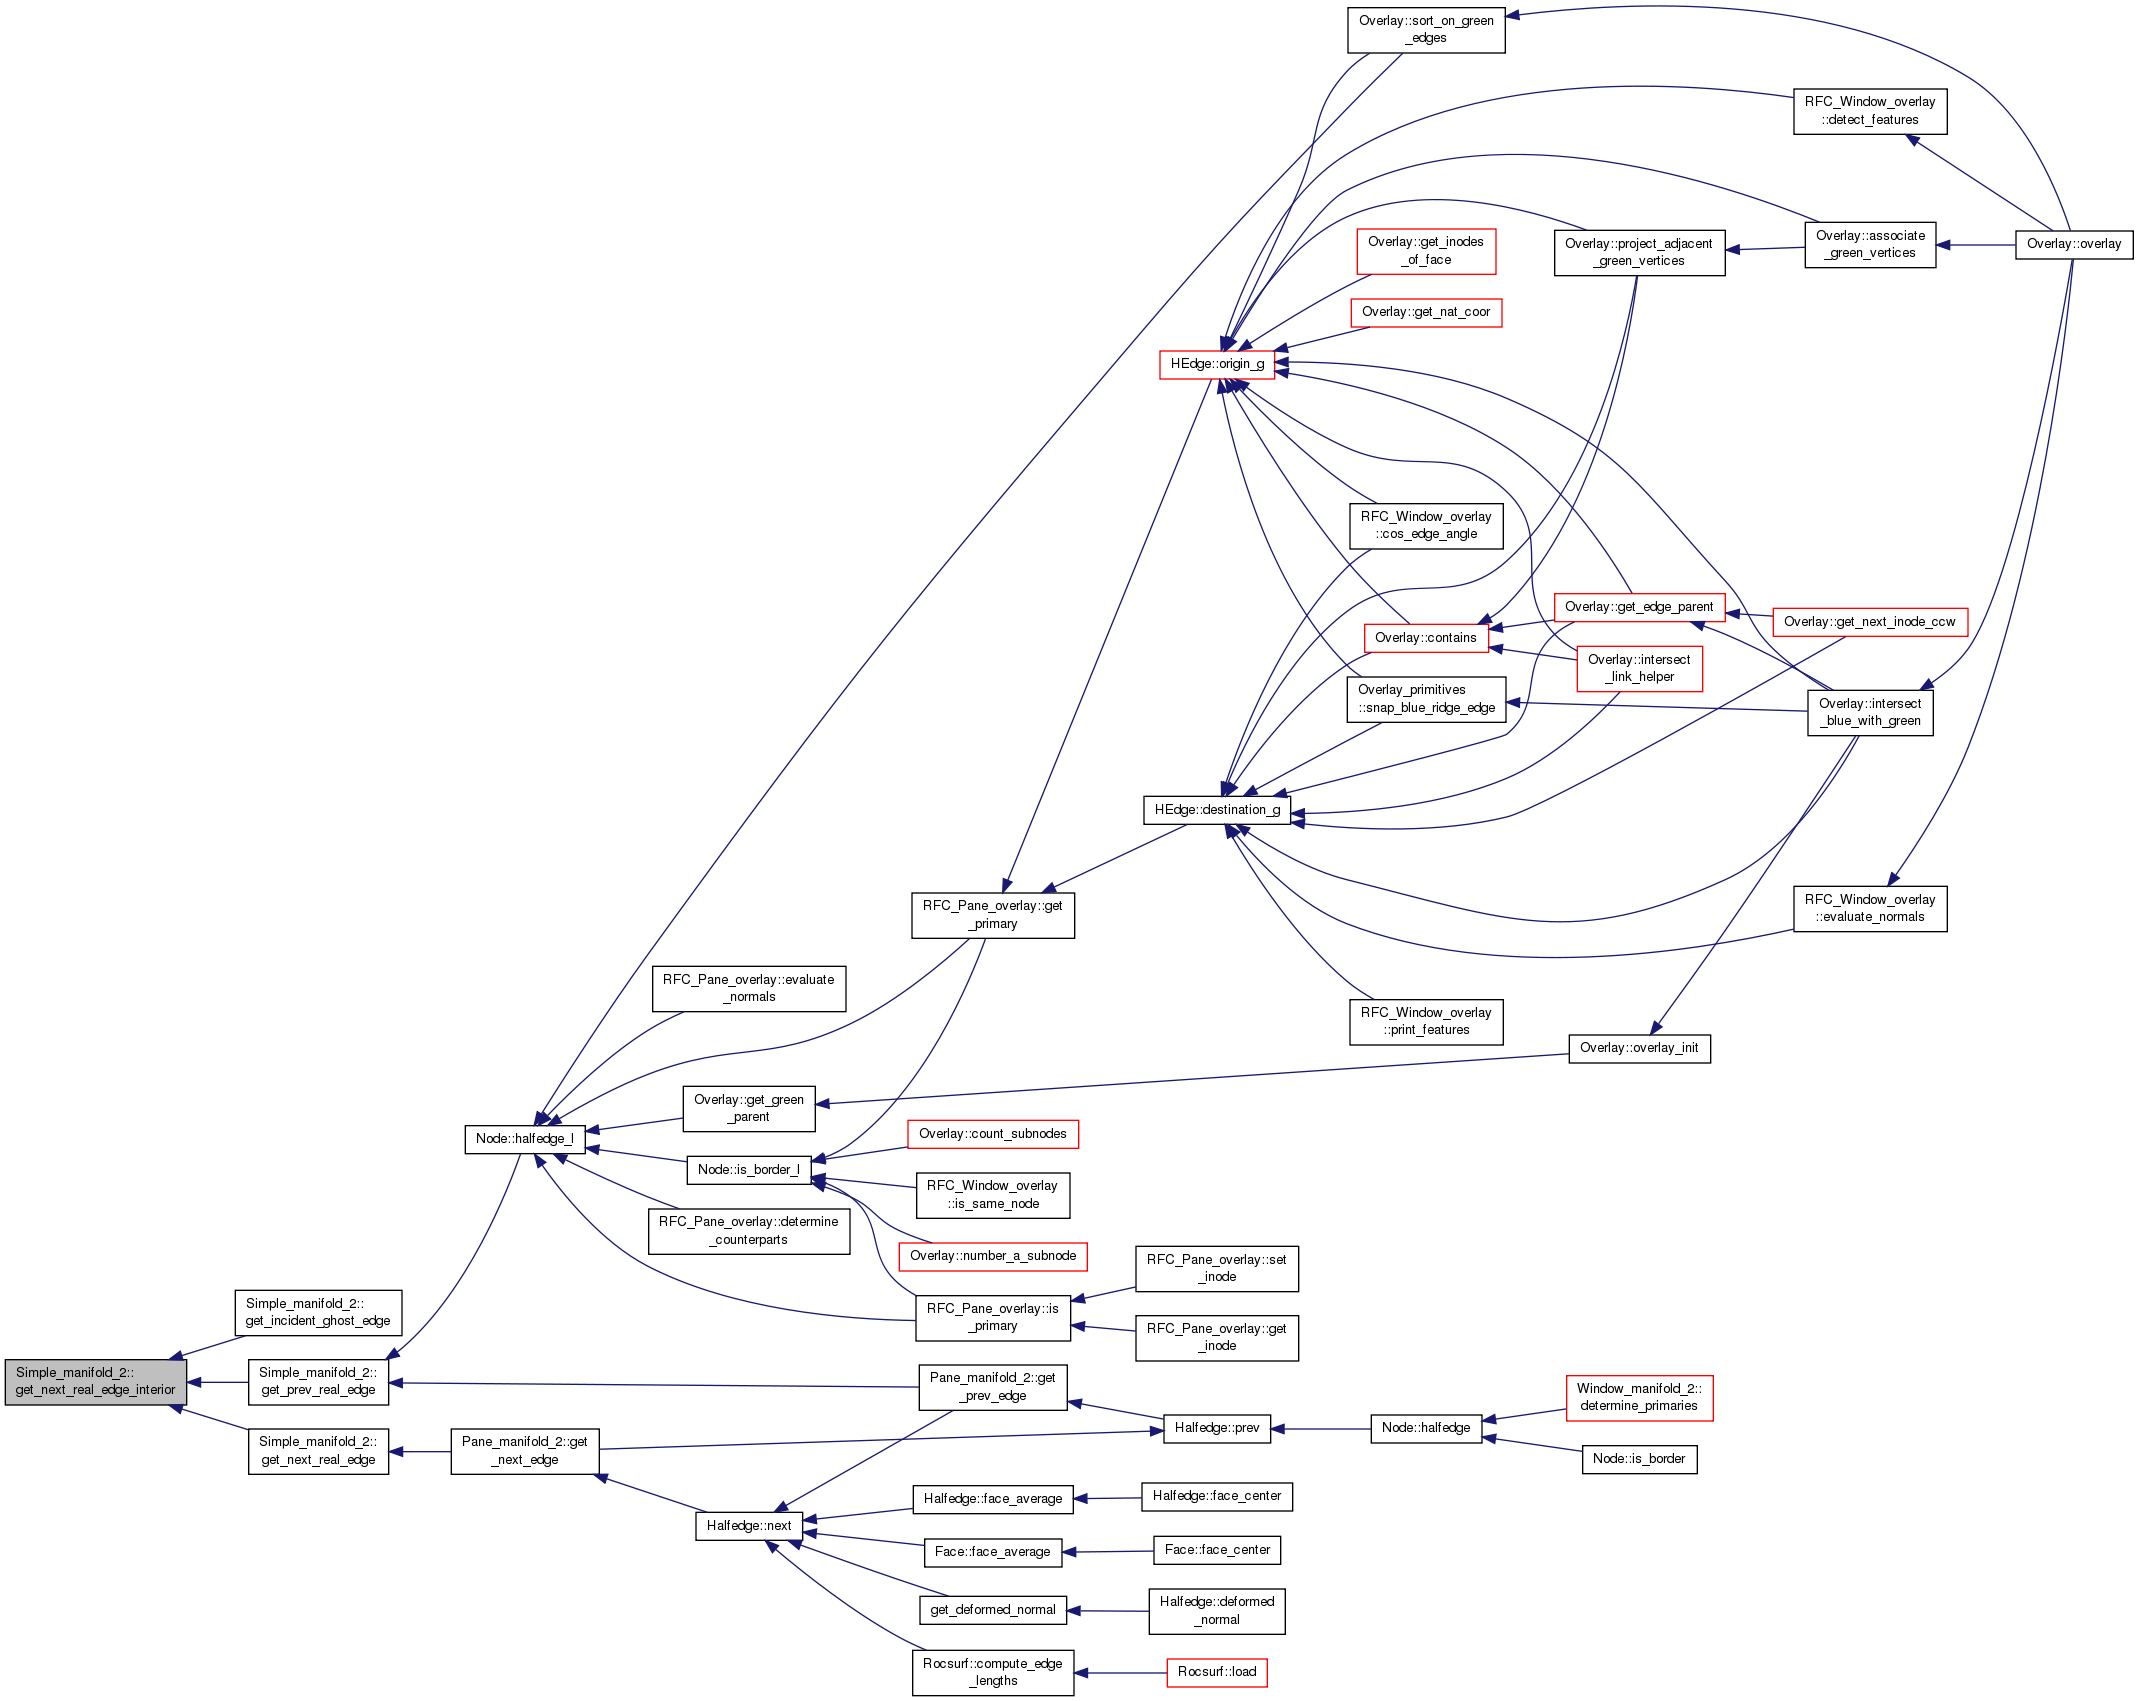 Overlay::sort_on_green
_edges
RFC_Window_overlay
::detect_features
Overlay::associate
_green_vertices
Overlay::overlay
Overlay::project_adjacent
_green_vertices
Overlay::get_inodes
_of_face
Overlay::get_nat_coor
HEdge::origin_g
RFC_Window_overlay
::cos_edge_angle
Overlay::get_edge_parent
Overlay::get_next_inode_ccw
Overlay::contains
Overlay::intersect
_link_helper
Overlay_primitives
::snap_blue_ridge_edge
Overlay::intersect
_blue_with_green
HEdge::destination_g
RFC_Pane_overlay::get
_primary
RFC_Window_overlay
::evaluate_normals
RFC_Pane_overlay::evaluate
_normals
RFC_Window_overlay
::print_features
Overlay::overlay_init
Overlay::get_green
_parent
Node::halfedge_l
Overlay::count_subnodes
Node::is_border_l
RFC_Window_overlay
::is_same_node
RFC_Pane_overlay::determine
_counterparts
Overlay::number_a_subnode
RFC_Pane_overlay::set
_inode
RFC_Pane_overlay::is
_primary
RFC_Pane_overlay::get
_inode
Simple_manifold_2::
get_incident_ghost_edge
Simple_manifold_2::
get_next_real_edge_interior
Simple_manifold_2::
get_prev_real_edge
Pane_manifold_2::get
_prev_edge
Window_manifold_2::
determine_primaries
Halfedge::prev
Node::halfedge
Simple_manifold_2::
get_next_real_edge
Pane_manifold_2::get
_next_edge
Node::is_border
Halfedge::face_average
Halfedge::face_center
Halfedge::next
Face::face_average
Face::face_center
get_deformed_normal
Halfedge::deformed
_normal
Rocsurf::compute_edge
_lengths
Rocsurf::load